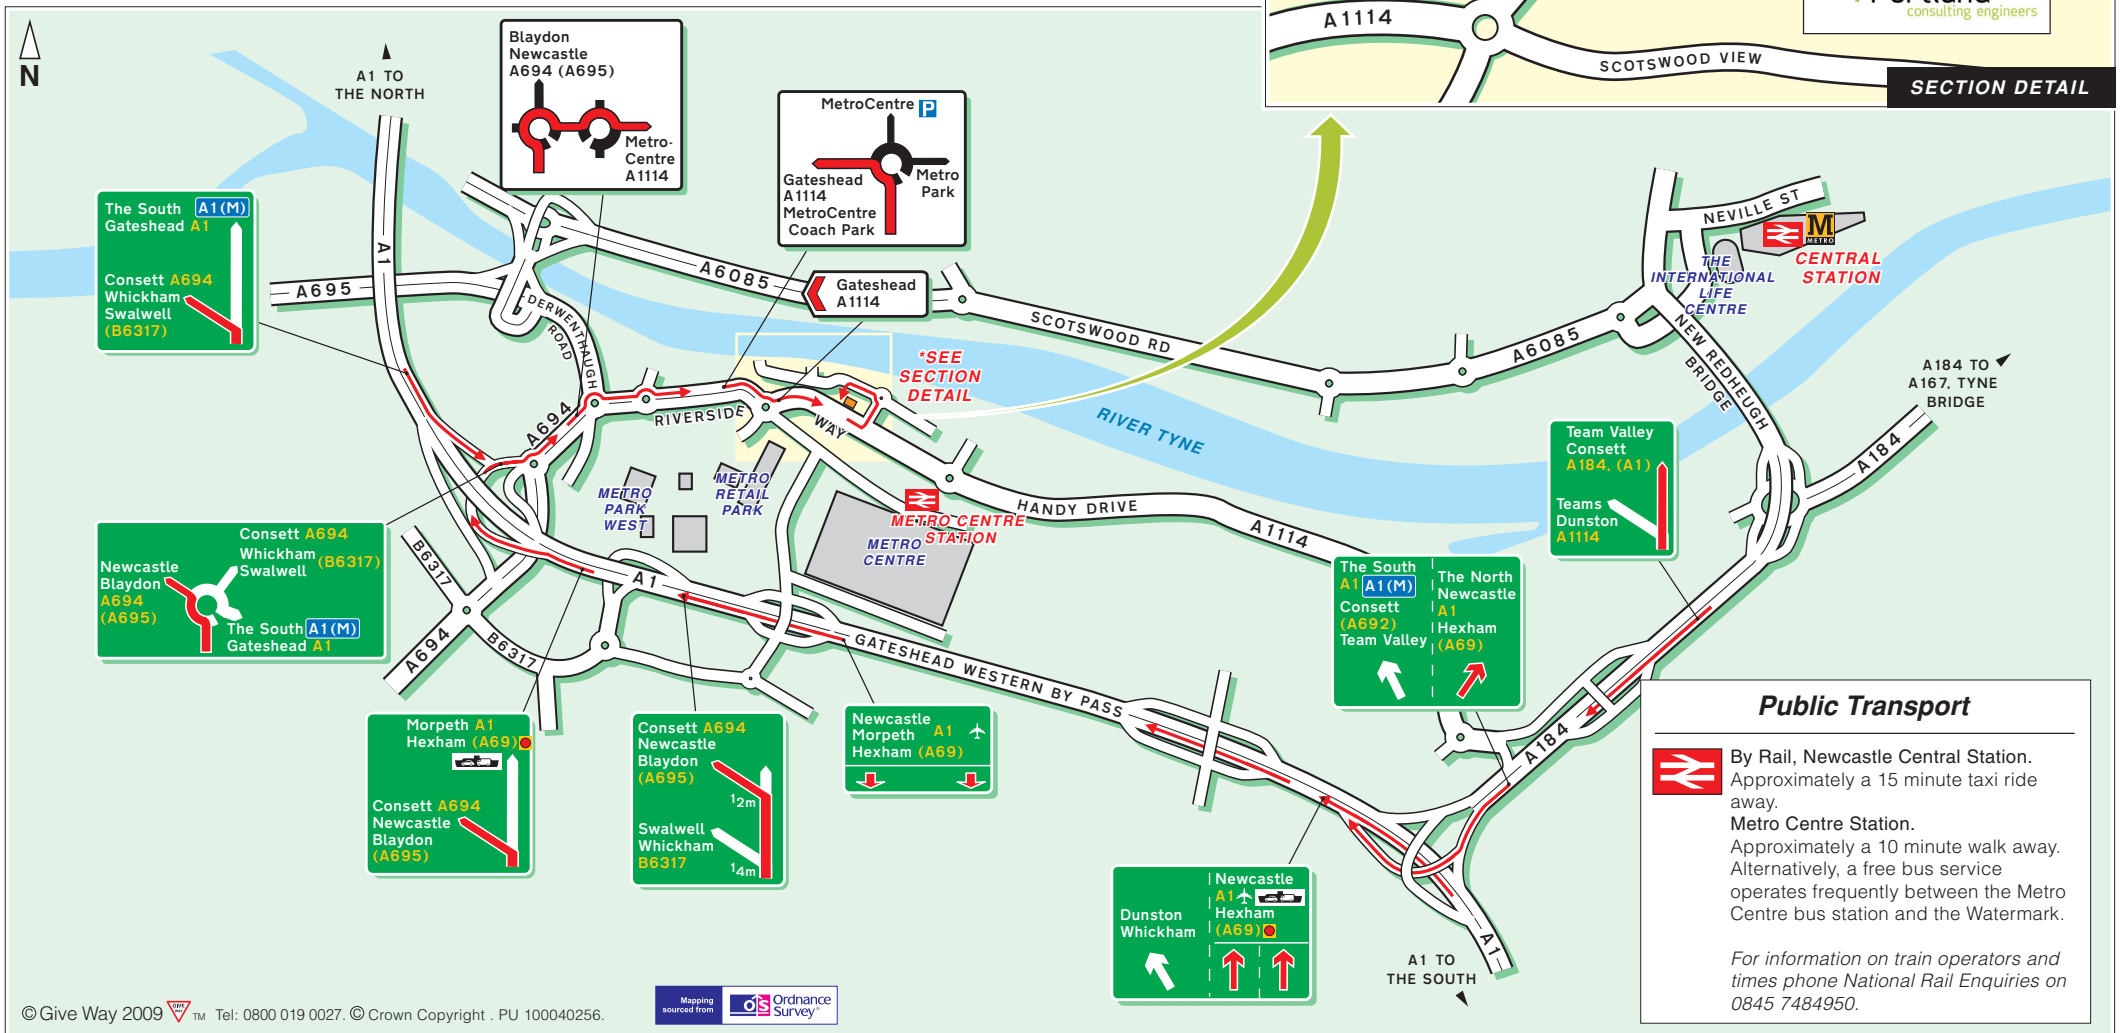 A1114
SCOTSWOOD VIEW
consulting engineers
SECTION DETAIL
N
A1 TO
THE NORTH
Blaydon
Newcastle
A694 (A695)
Metro-
Centre
A1114
MetroCentre P
Gateshead
A1114
MetroCentre
Coach Park
Metro
Park
The South A1(M)
Gateshead A1
Consett A694
Whickham
Swalwell
(B6317)
A1
A695
DERWENTHAUGH
ROAD
A6085
Gateshead
A1114
SCOTSWOOD RD
A6085
NEVILLE ST
M
METRO
CENTRAL
STATION
THE
INTERNATIONAL
LIFE
CENTRE
NEW REDHEUGH
BRIDGE
A184 TO
A167, TYNE
BRIDGE
A184
*SEE
SECTION
DETAIL
RIVER TYNE
A694
RIVERSIDE
WAY
METRO
PARK
WEST
METRO
RETAIL
PARK
METRO CENTRE
STATION
METRO
CENTRE
HANDY DRIVE
A1114
Team Valley
Consett
A184, (A1)
Teams
Dunston
A1114
Consett A694
Whickham
Swalwell
(B6317)
Newcastle
Blaydon
A694
(A695)
The South A1(M)
Gateshead A1
B6317
A694
B6317
A1
GATESHEAD WESTERN BY PASS
The South
A1 A1(M)
Consett
(A692)
Team Valley
The North
Newcastle
A1
Hexham
(A69)
A184
Morpeth A1
Hexham (A69)
Consett A694
Newcastle
Blaydon
(A695)
Consett A694
Newcastle
Blaydon
(A695)
12m
Swalwell
Whickham
B6317
14m
Newcastle
Morpeth A1
Hexham (A69)
Dunston
Whickham
Newcastle
A1
Hexham
(A69)
A1
A1 TO
THE SOUTH
Public Transport
By Rail, Newcastle Central Station.
Approximately a 15 minute taxi ride
away.
Metro Centre Station.
Approximately a 10 minute walk away.
Alternatively, a free bus service
operates frequently between the Metro
Centre bus station and the Watermark.
For information on train operators and
times phone National Rail Enquiries on
0845 7484950.
© Give Way 2009 GIVE WAY TM Tel: 0800 019 0027. © Crown Copyright . PU 100040256.
Mapping
sourced from
OS Ordnance
Survey®